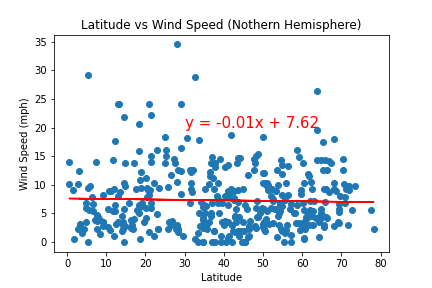 Latitude vs Wind Speed (Nothern Hemisphere)
35
30
25
20
15
10
5
0
Wind Speed (mph)
y = -0.01x + 7.62
0 10 20 30 40 50 60 70 80
Latitude